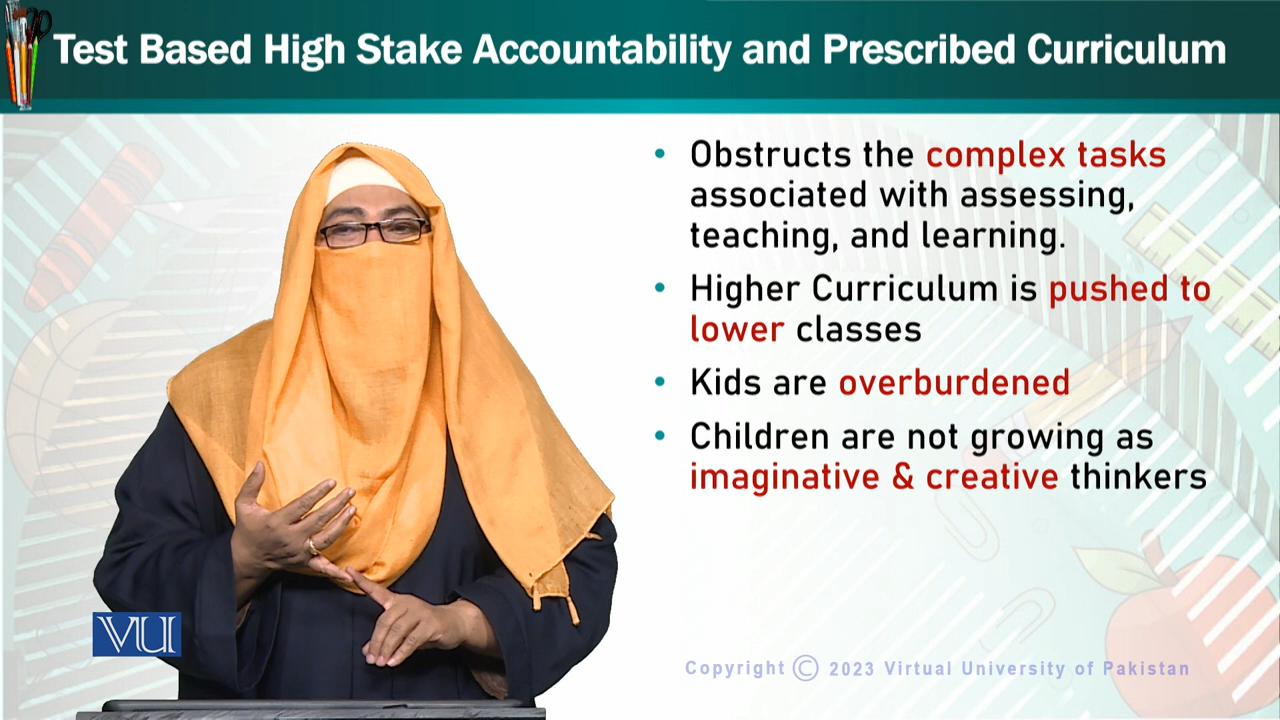 Test Based High Stake Accountability and Prescribed Curriculum
• Obstructs the complex tasks
associated with assessing,
teaching, and learning.
• Higher Curriculum is pushed to
lower classes
• Kids are overburdened
• Children are not growing as
imaginative & creative thinkers
VU
Copyright © 2023 Virtual University of Pakistan